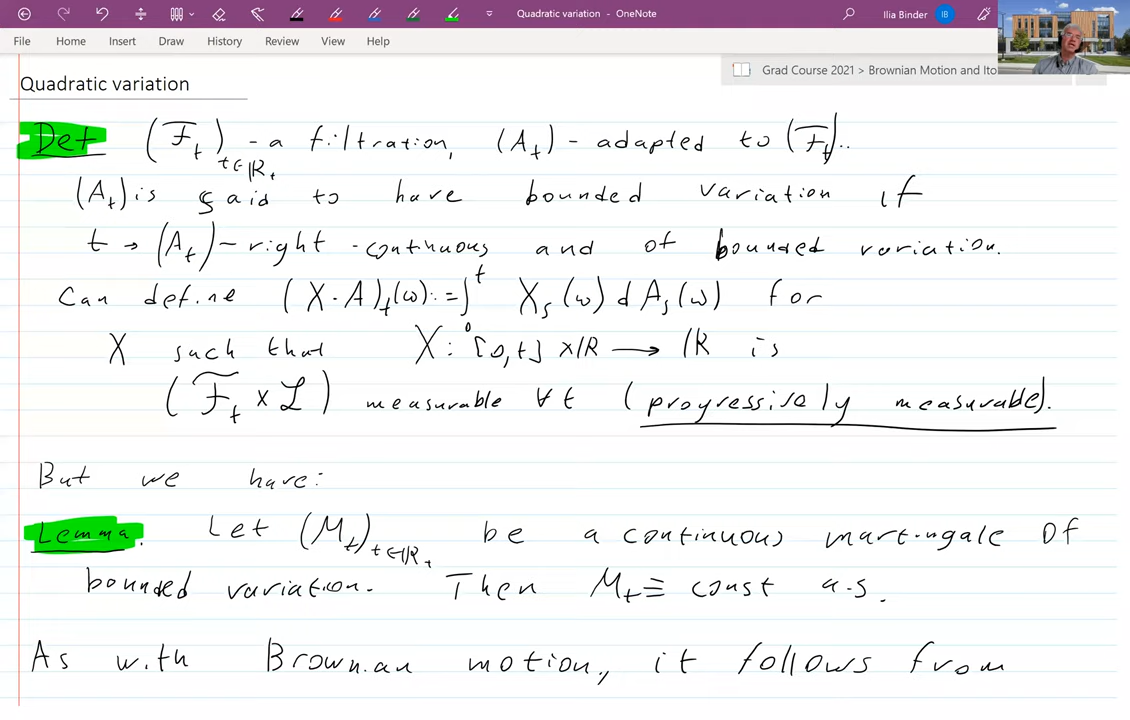 Quadratic variation - OneNote
Ilia Binder IB
File Home Insert Draw History Review View Help
Grad Course 2021 > Brownian Motion and Ito
Quadratic variation
Def (F_t)_{t∈ℝ₊} - a filtration, (A_t) - adapted to (F_t)..
(A_t) is said to have bounded variation if
t → (A_t) - right-continuous and of bounded variation.
Can define (X·A)_t(ω) := ∫₀ᵗ X_s(ω) dA_s(ω) for
X such that X: [0,t] × ℝ → ℝ is
(F_t × ℒ) measurable ∀t (progressively measurable).
But we have:
Lemma. Let (M_t)_{t∈ℝ₊} be a continuous martingale of
bounded variation. Then M_t ≡ const a.s.
As with Brownian motion, it follows from